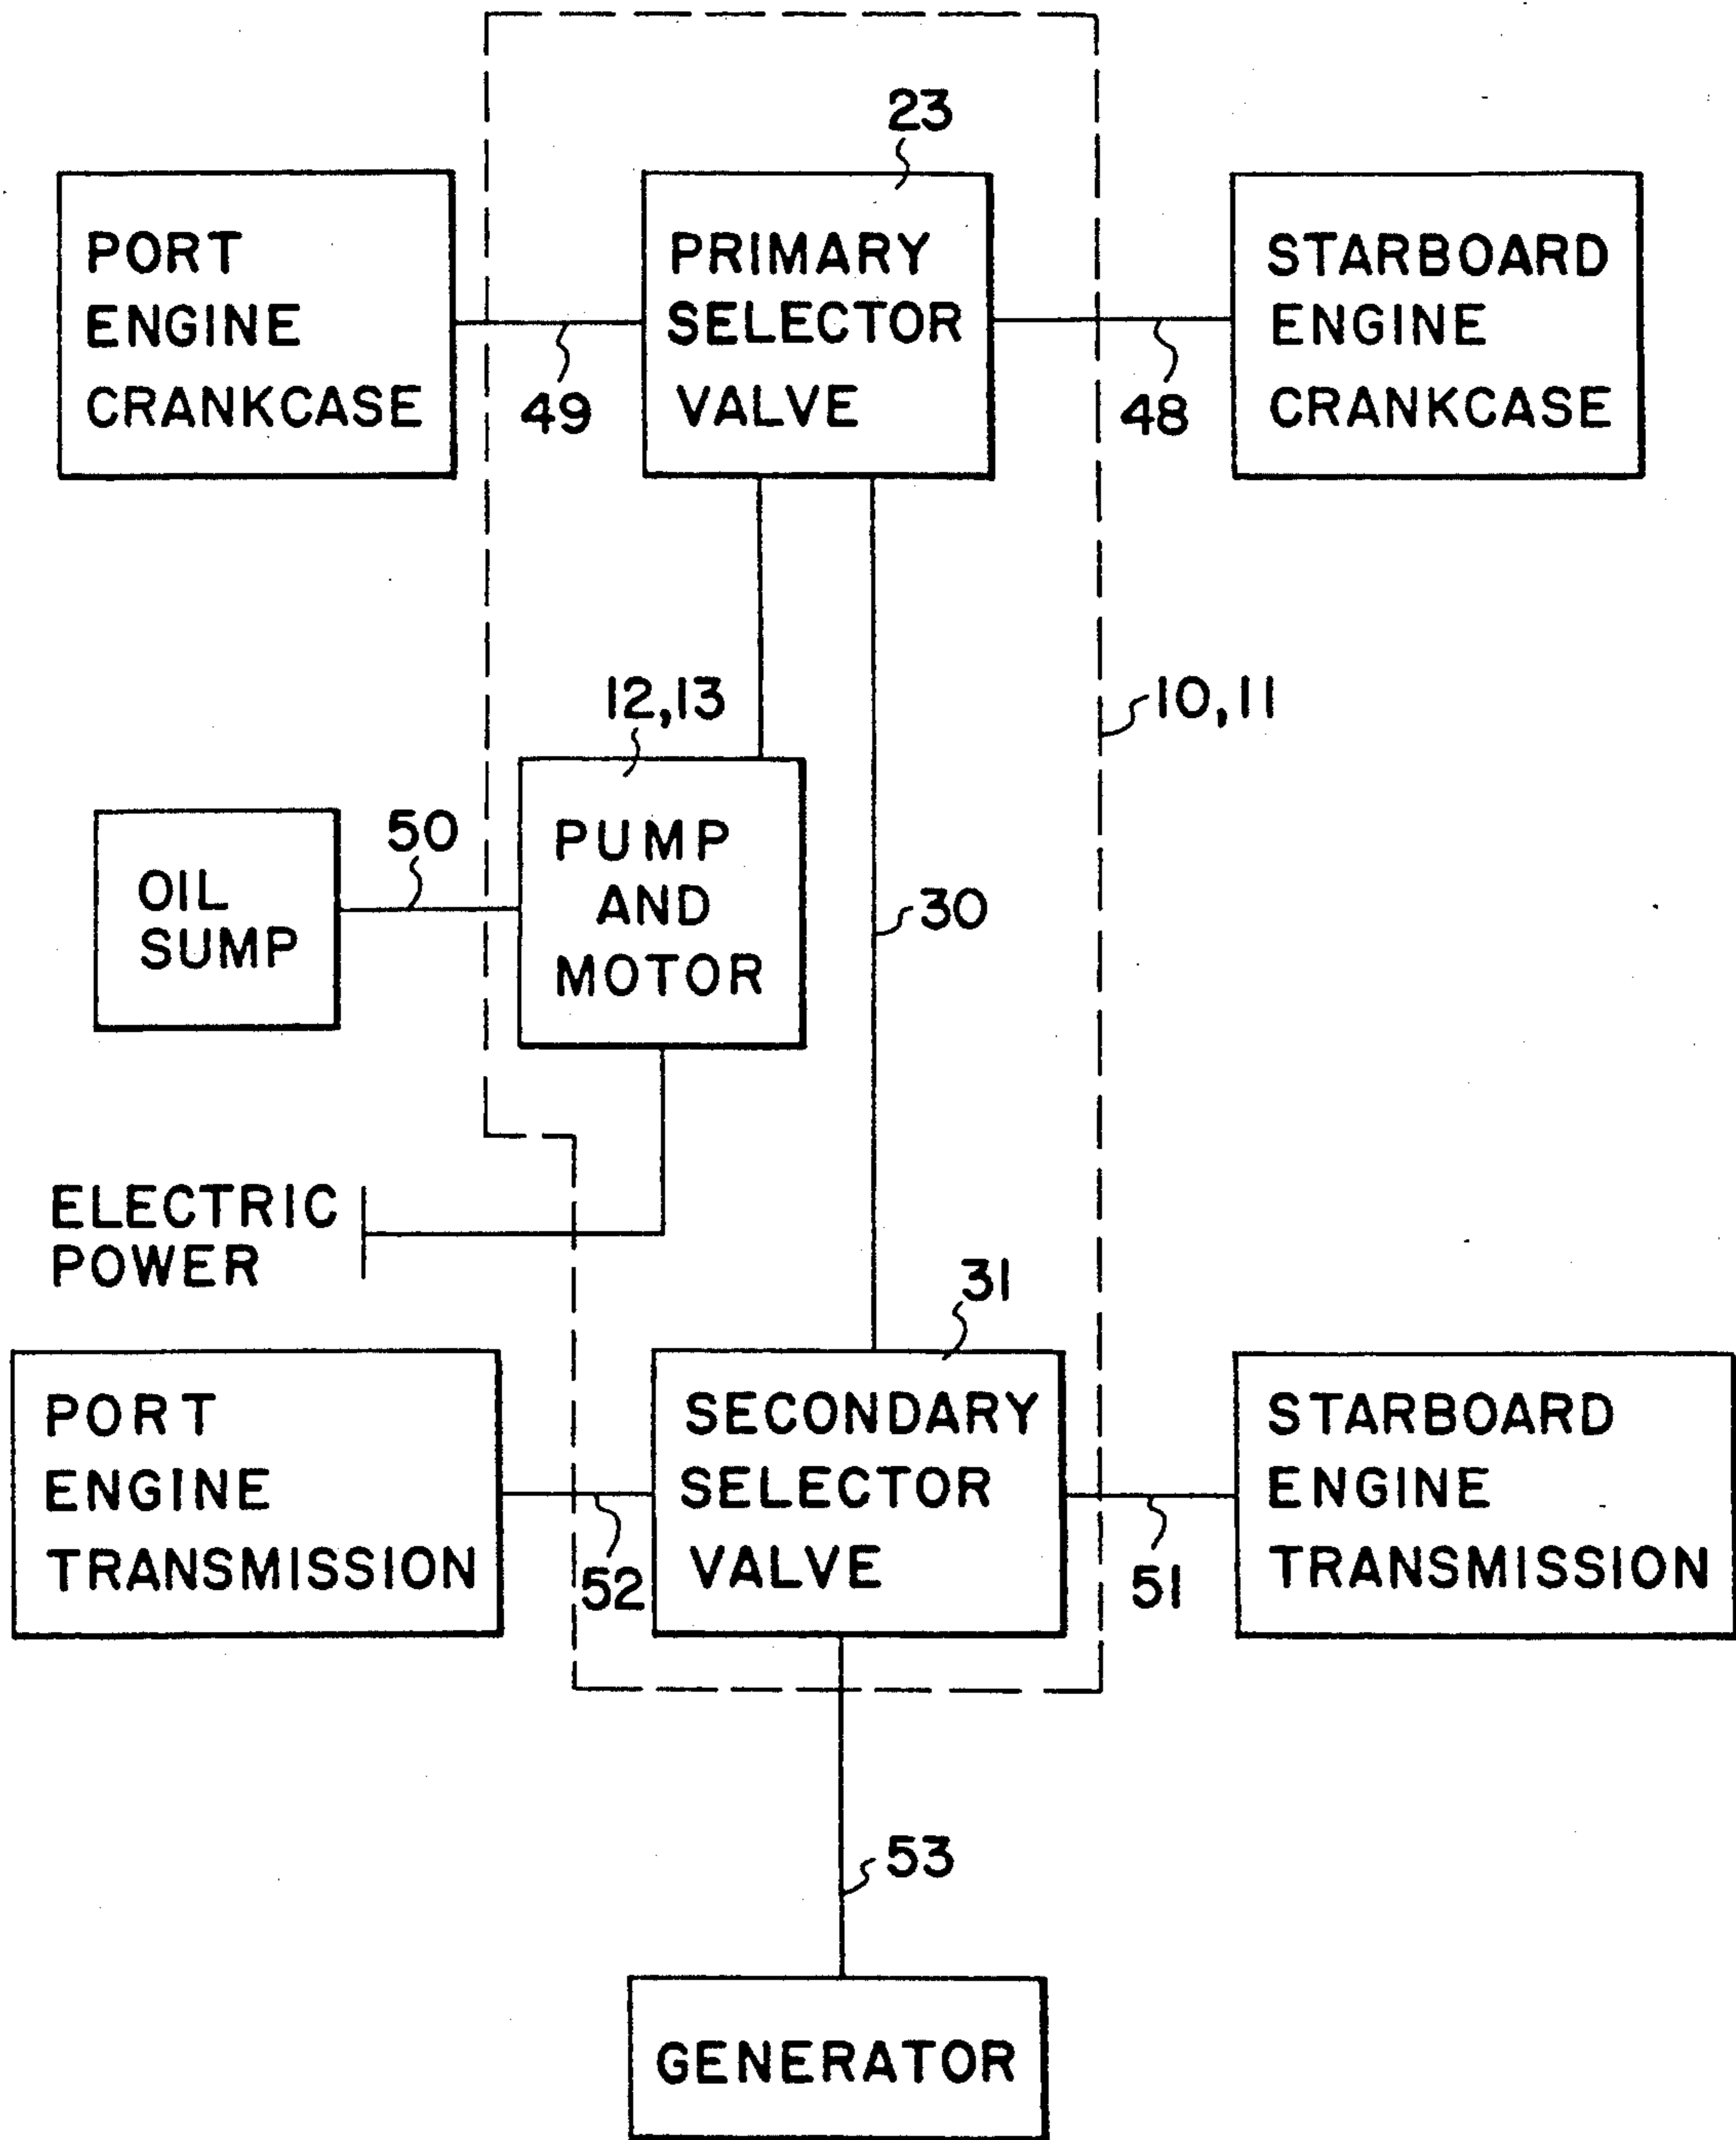 23
PORT
ENGINE
CRANKCASE
49
PRIMARY
SELECTOR
VALVE
48
STARBOARD
ENGINE
CRANKCASE
12,13
10,11
OIL
SUMP
50
PUMP
AND
MOTOR
30
ELECTRIC
POWER
31
PORT
ENGINE
TRANSMISSION
52
SECONDARY
SELECTOR
VALVE
51
STARBOARD
ENGINE
TRANSMISSION
53
GENERATOR